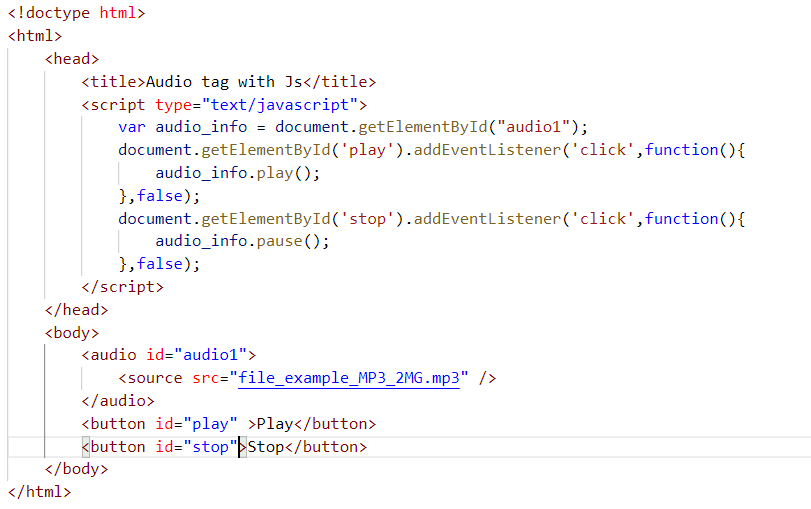 <!doctype html>
<html>
    <head>
        <title>Audio tag with Js</title>
        <script type="text/javascript">
            var audio_info = document.getElementById("audio1");
            document.getElementById('play').addEventListener('click',function(){
                audio_info.play();
            },false);
            document.getElementById('stop').addEventListener('click',function(){
                audio_info.pause();
            },false);
        </script>
    </head>
    <body>
        <audio id="audio1">
            <source src="file_example_MP3_2MG.mp3" />
        </audio>
        <button id="play" >Play</button>
        <button id="stop">Stop</button>
    </body>
</html>